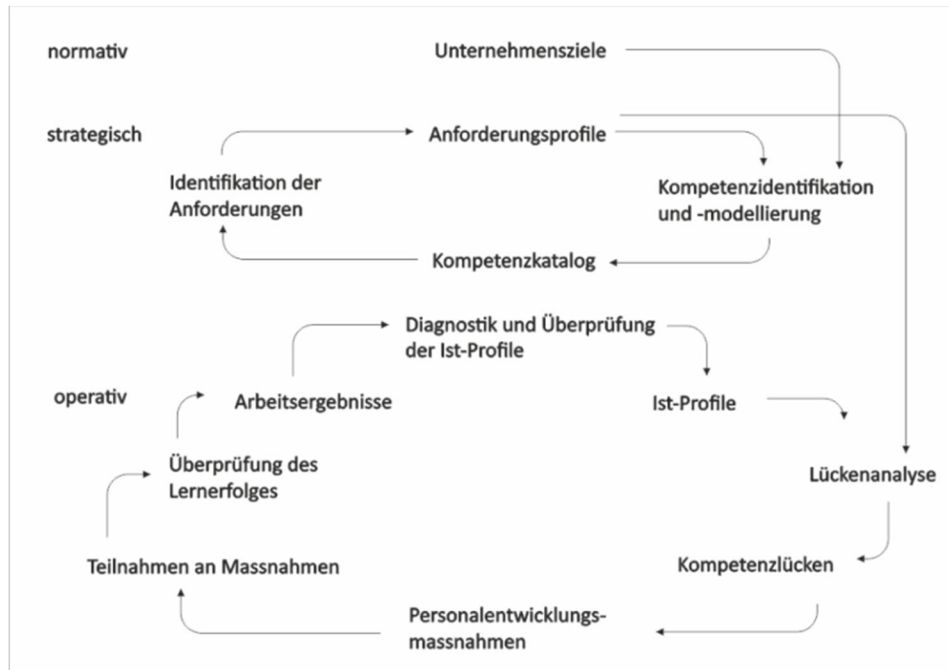 normativ
Unternehmensziele
strategisch
Anforderungsprofile
Identifikation der
Anforderungen
Kompetenzidentifikation
und -modellierung
Kompetenzkatalog
Diagnostik und Überprüfung
der Ist-Profile
operativ
Arbeitsergebnisse
Ist-Profile
Überprüfung des
Lernerfolges
Lückenanalyse
Teilnahmen an Massnahmen
Kompetenzlücken
Personalentwicklungs-
massnahmen